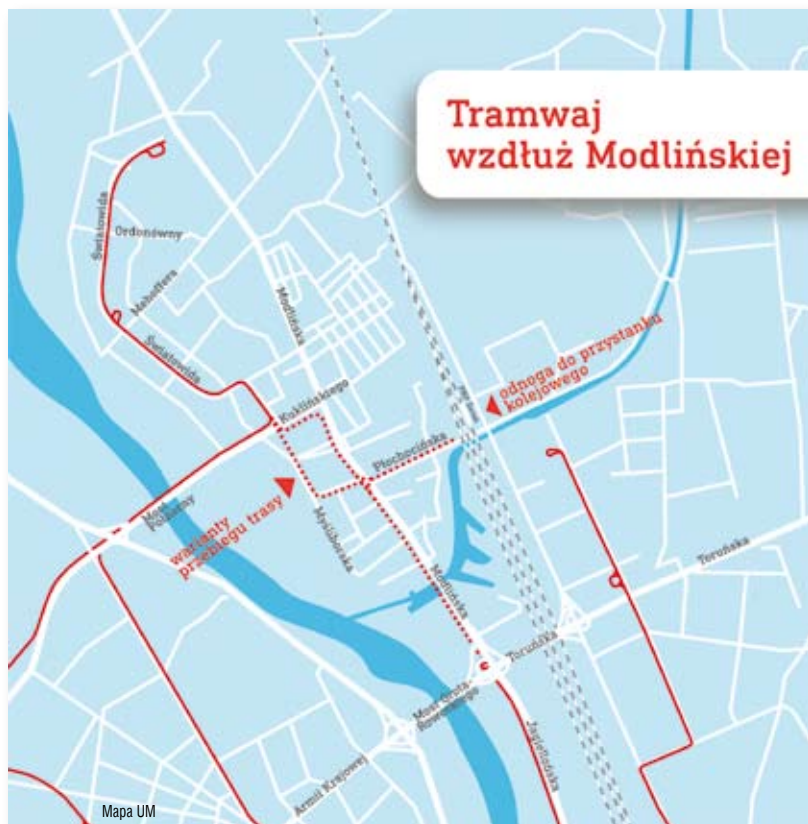 Tramwaj
wzdłuż Modlińskiej
Światowida
Ordonówny
Mehoffera
Światowida
Modlińska
Kuklińskiego
odnoga do przystanku
kolejowego
Płochocińska
Most
Północny
warianty
przebiegu trasy
Myśliborska
Modlińska
Toruńska
Toruńska
Most Grota
Roweckiego
Jagiellońska
Armii Krajowej
Mapa UM